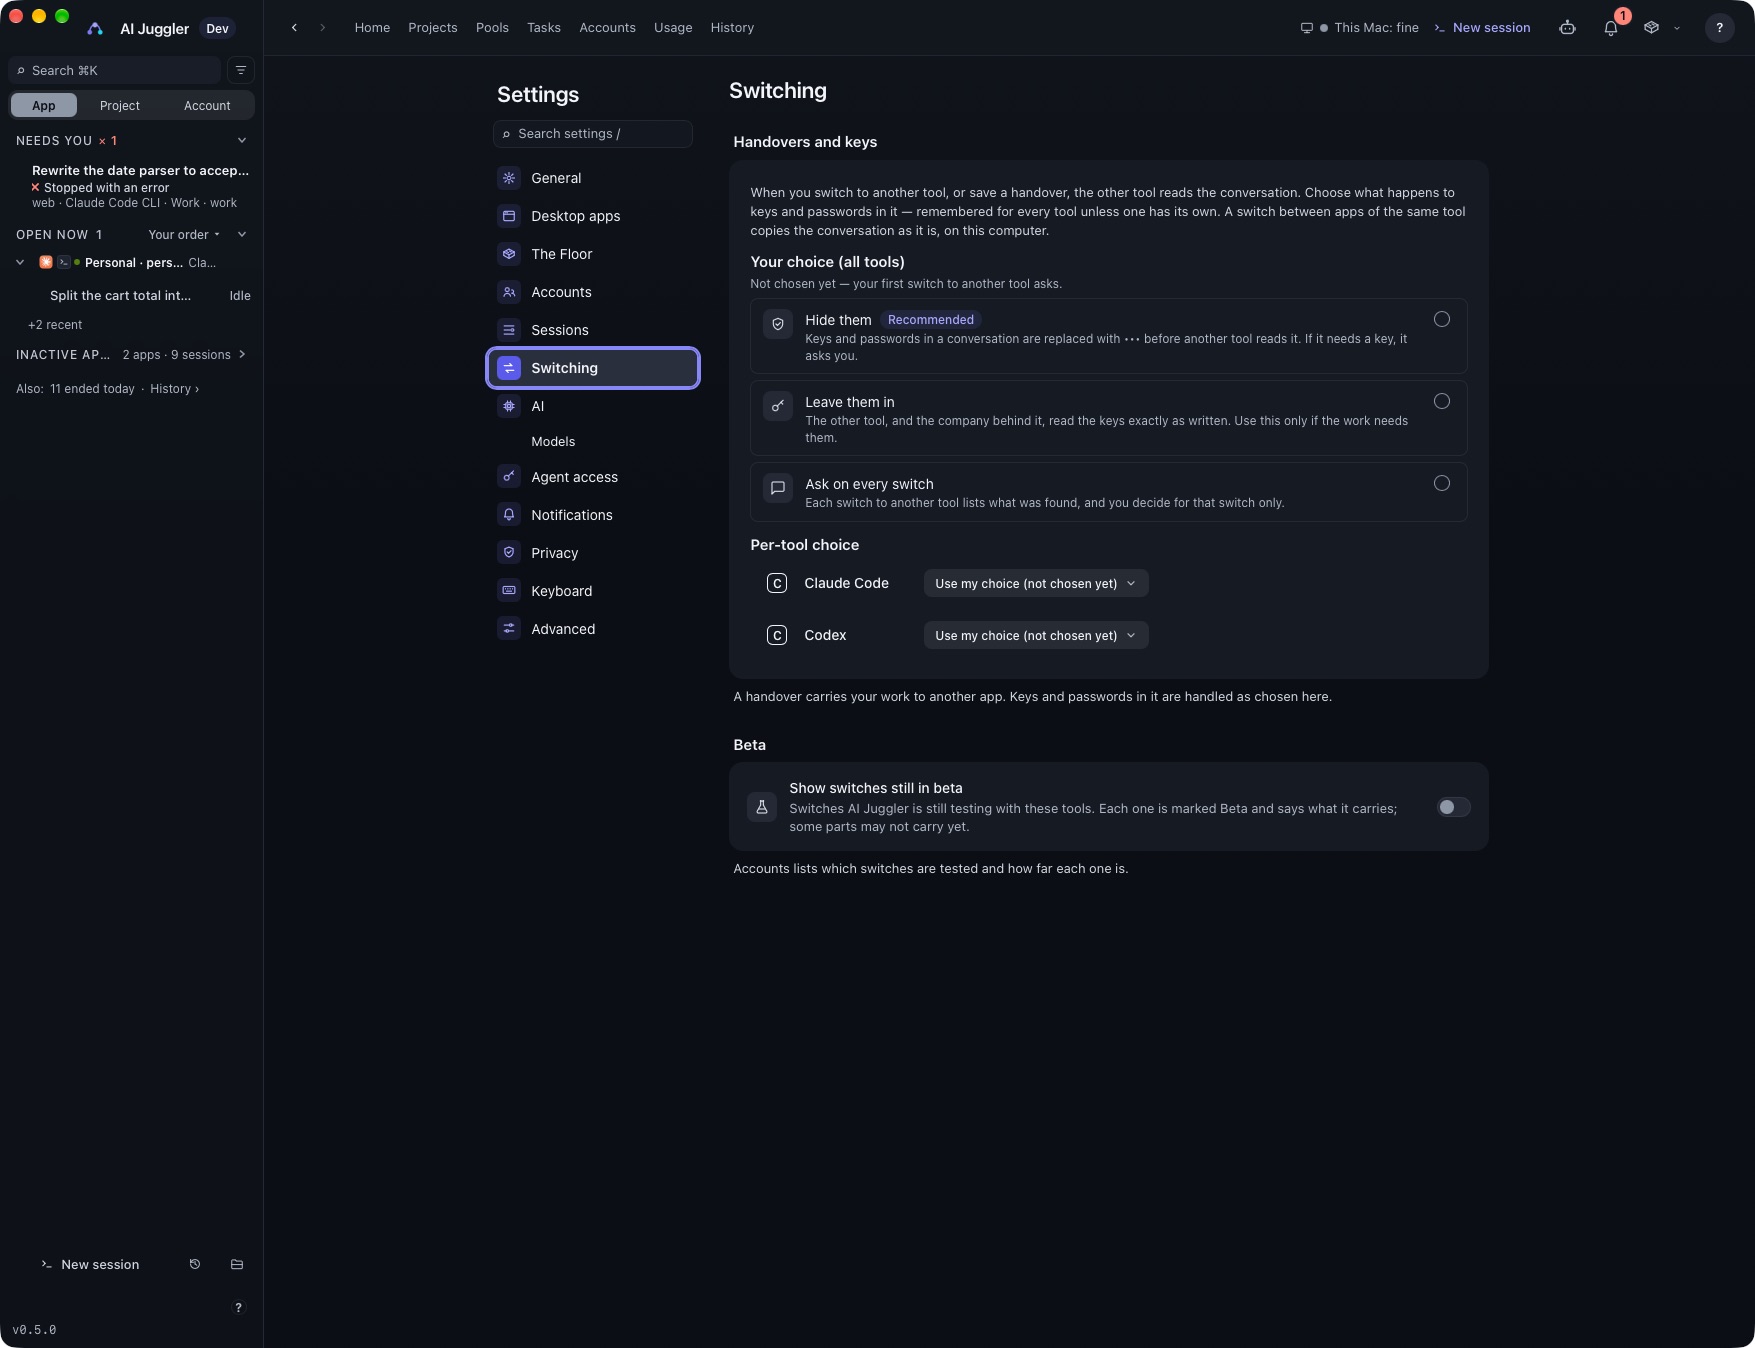 AI Juggler Dev
Search ⌘K
App Project Account
NEEDS YOU × 1
Rewrite the date parser to accep...
× Stopped with an error
web · Claude Code CLI · Work · work
OPEN NOW 1 Your order
Personal · pers... Cla...
Split the cart total int... Idle
+2 recent
INACTIVE AP... 2 apps · 9 sessions
Also: 11 ended today · History ›
New session
?
v0.5.0
Home Projects Pools Tasks Accounts Usage History
This Mac: fine New session 1 ?
Settings
Search settings /
General
Desktop apps
The Floor
Accounts
Sessions
Switching
AI
Models
Agent access
Notifications
Privacy
Keyboard
Advanced
Switching
Handovers and keys
When you switch to another tool, or save a handover, the other tool reads the conversation. Choose what happens to
keys and passwords in it — remembered for every tool unless one has its own. A switch between apps of the same tool
copies the conversation as it is, on this computer.
Your choice (all tools)
Not chosen yet — your first switch to another tool asks.
Hide them Recommended
Keys and passwords in a conversation are replaced with ••• before another tool reads it. If it needs a key, it
asks you.
Leave them in
The other tool, and the company behind it, read the keys exactly as written. Use this only if the work needs
them.
Ask on every switch
Each switch to another tool lists what was found, and you decide for that switch only.
Per-tool choice
C Claude Code Use my choice (not chosen yet)
C Codex Use my choice (not chosen yet)
A handover carries your work to another app. Keys and passwords in it are handled as chosen here.
Beta
Show switches still in beta
Switches AI Juggler is still testing with these tools. Each one is marked Beta and says what it carries;
some parts may not carry yet.
Accounts lists which switches are tested and how far each one is.